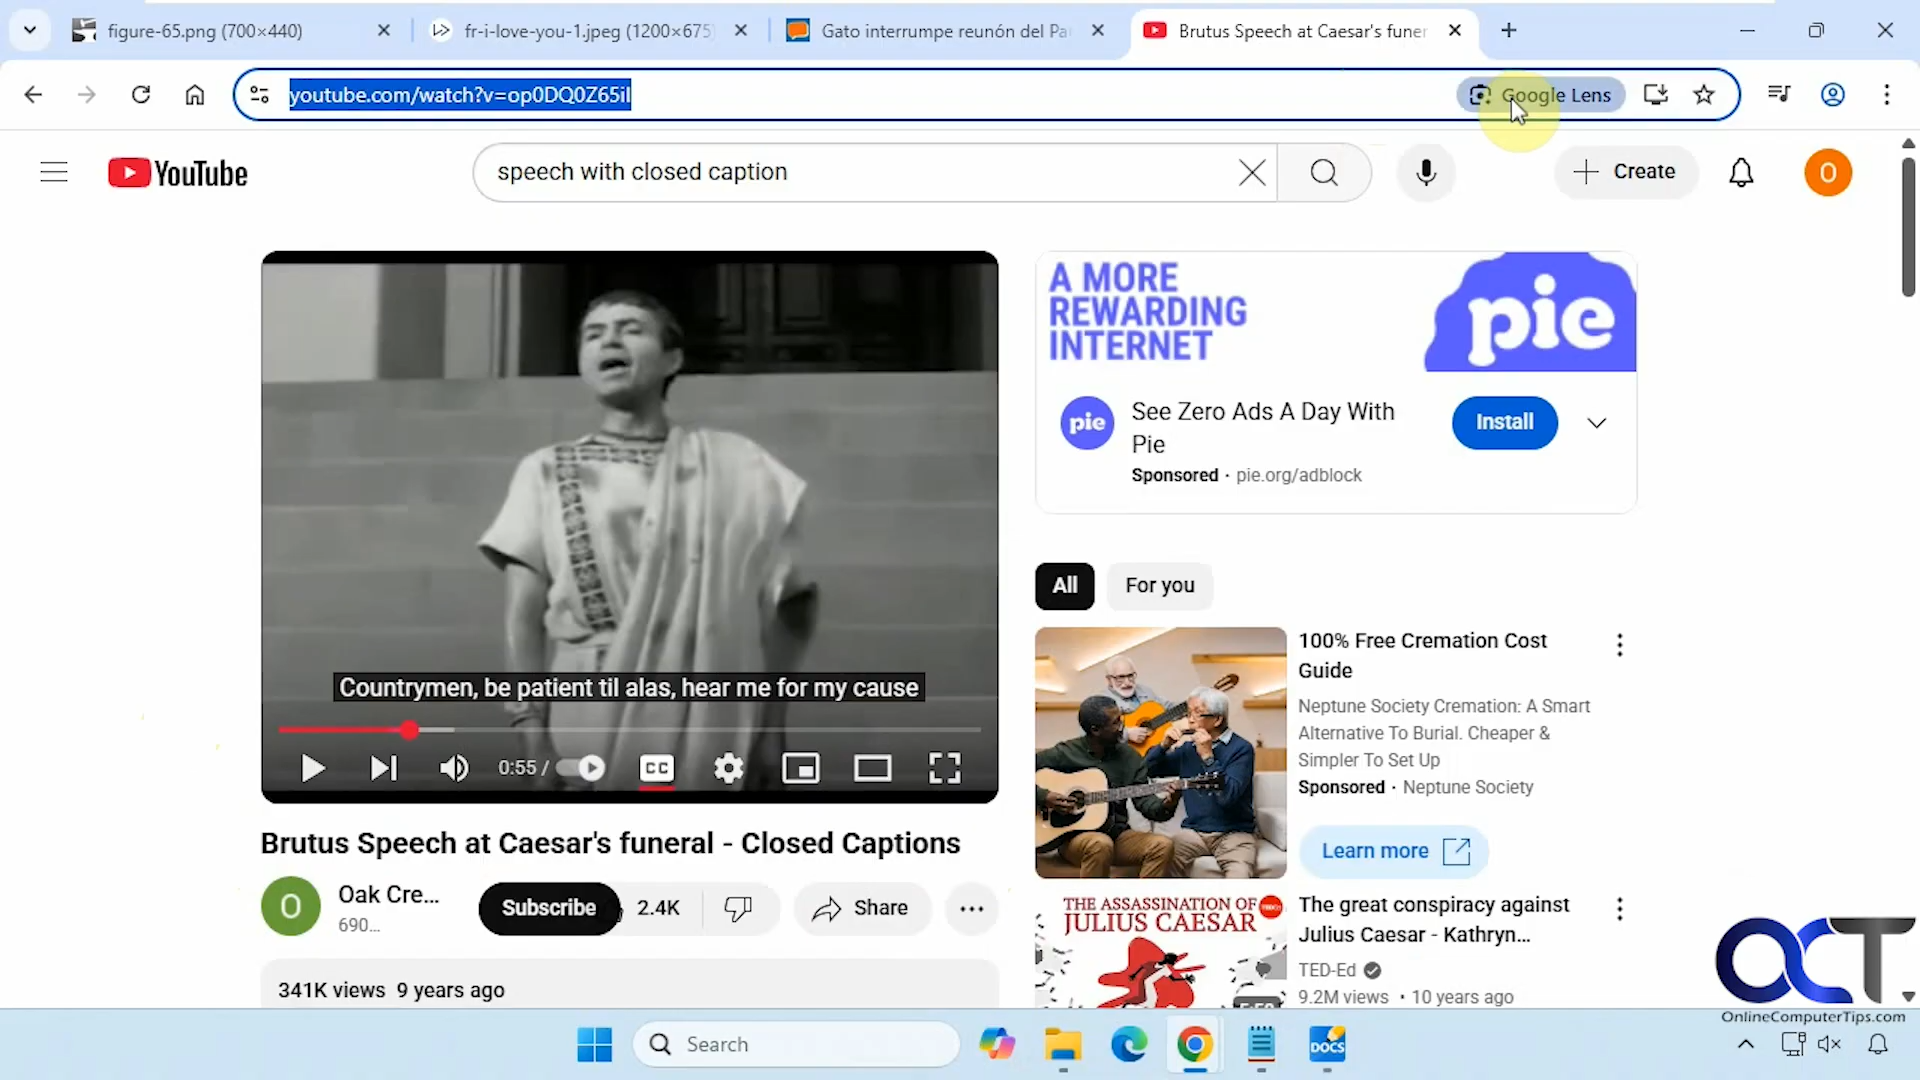 figure-65.png (700×440)
fr-i-love-you-1.jpeg (1200×675)
Gato interrumpe reunón del Pa
Brutus Speech at Caesar's funer
youtube.com/watch?v=op0DQ0Z65iI
Google Lens
YouTube
speech with closed caption
Create
O
A MORE
REWARDING
INTERNET
pie
pie
See Zero Ads A Day With
Pie
Install
Sponsored · pie.org/adblock
All
For you
Countrymen, be patient til alas, hear me for my cause
0:55 /
CC
100% Free Cremation Cost
Guide
Neptune Society Cremation: A Smart
Alternative To Burial. Cheaper &
Simpler To Set Up
Sponsored · Neptune Society
Learn more
Brutus Speech at Caesar's funeral - Closed Captions
O
Oak Cre...
690...
Subscribe
2.4K
Share
341K views 9 years ago
THE ASSASSINATION OF
JULIUS CAESAR
The great conspiracy against
Julius Caesar - Kathryn...
TED-Ed
9.2M views • 10 years ago
OCT
OnlineComputerTips.com
Search
DOCS